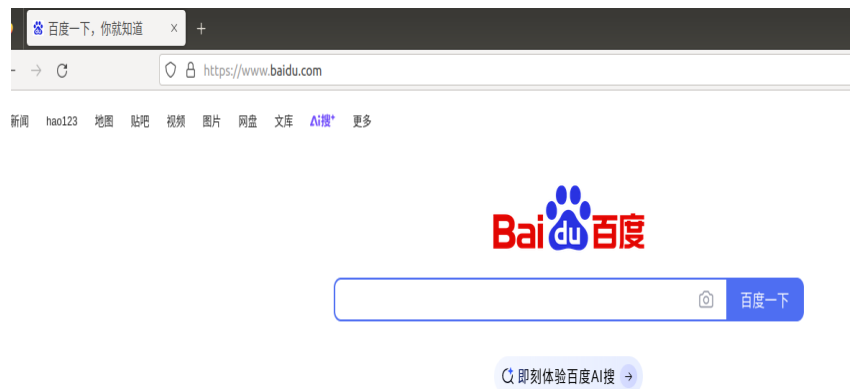 百度一下，你就知道
https://www.baidu.com
新闻 hao123 地图 贴吧 视频 图片 网盘 文库 Ai搜+ 更多
Bai du 百度
百度一下
即刻体验百度AI搜 →